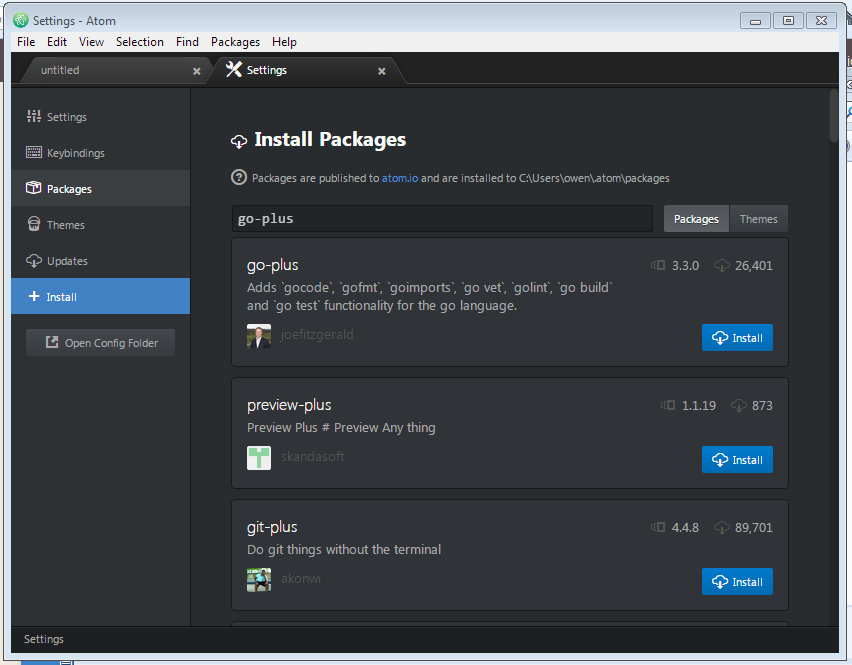 Settings - Atom
File Edit View Selection Find Packages Help
untitled
Settings
Settings
Keybindings
Packages
Themes
Updates
Install
Open Config Folder
Install Packages
Packages are published to atom.io and are installed to C:\Users\owen\.atom\packages
go-plus
Packages Themes
go-plus 3.3.0 26,401
Adds `gocode`, `gofmt`, `goimports`, `go vet`, `golint`, `go build`
and `go test` functionality for the go language.
joefitzgerald Install
preview-plus 1.1.19 873
Preview Plus # Preview Any thing
skandasoft Install
git-plus 4.4.8 89,701
Do git things without the terminal
akonwi Install
Settings